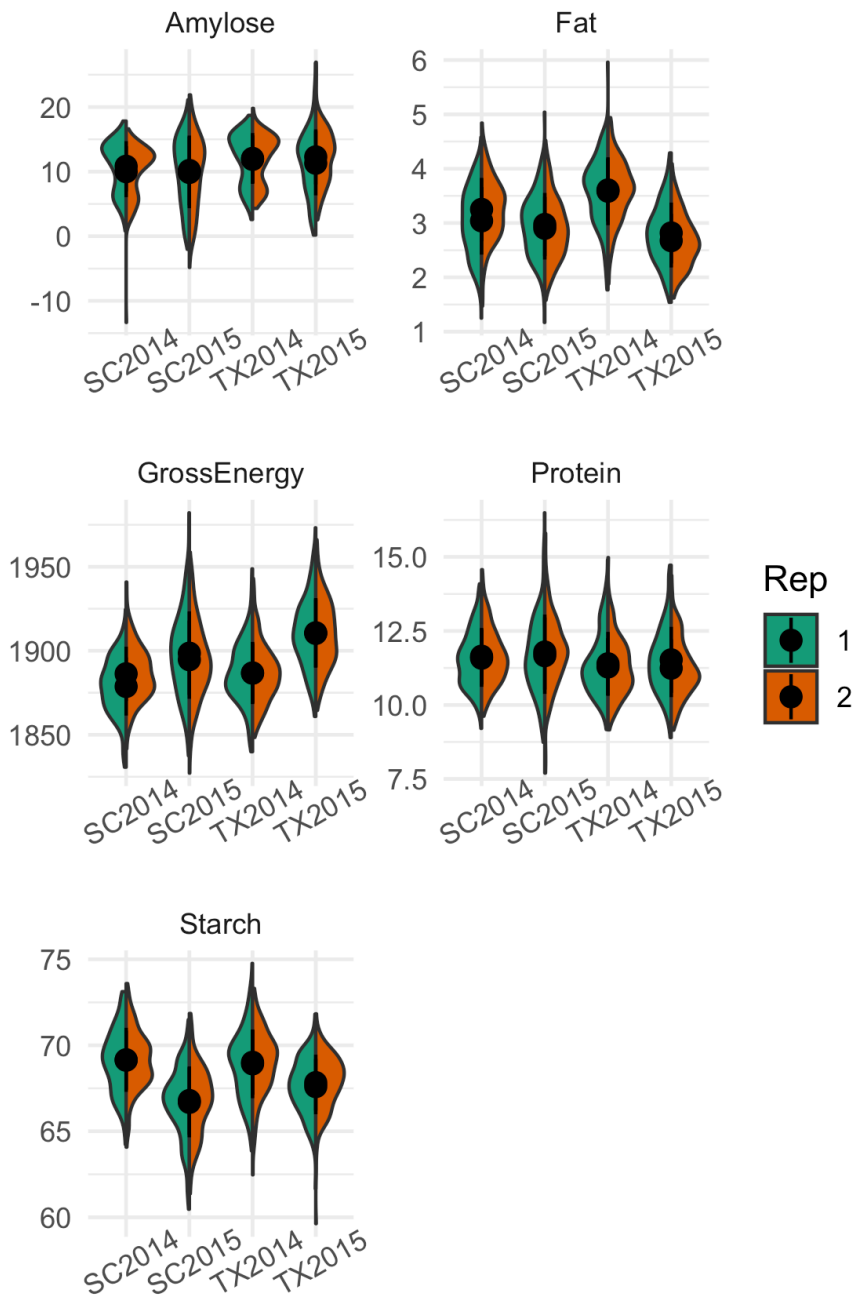 Amylose
20
10
0
-10
SC2014
SC2015
TX2014
TX2015
Fat
6
5
4
3
2
1
SC2014
SC2015
TX2014
TX2015
GrossEnergy
1950
1900
1850
SC2014
SC2015
TX2014
TX2015
Protein
15.0
12.5
10.0
7.5
SC2014
SC2015
TX2014
TX2015
Rep
1
2
Starch
75
70
65
60
SC2014
SC2015
TX2014
TX2015